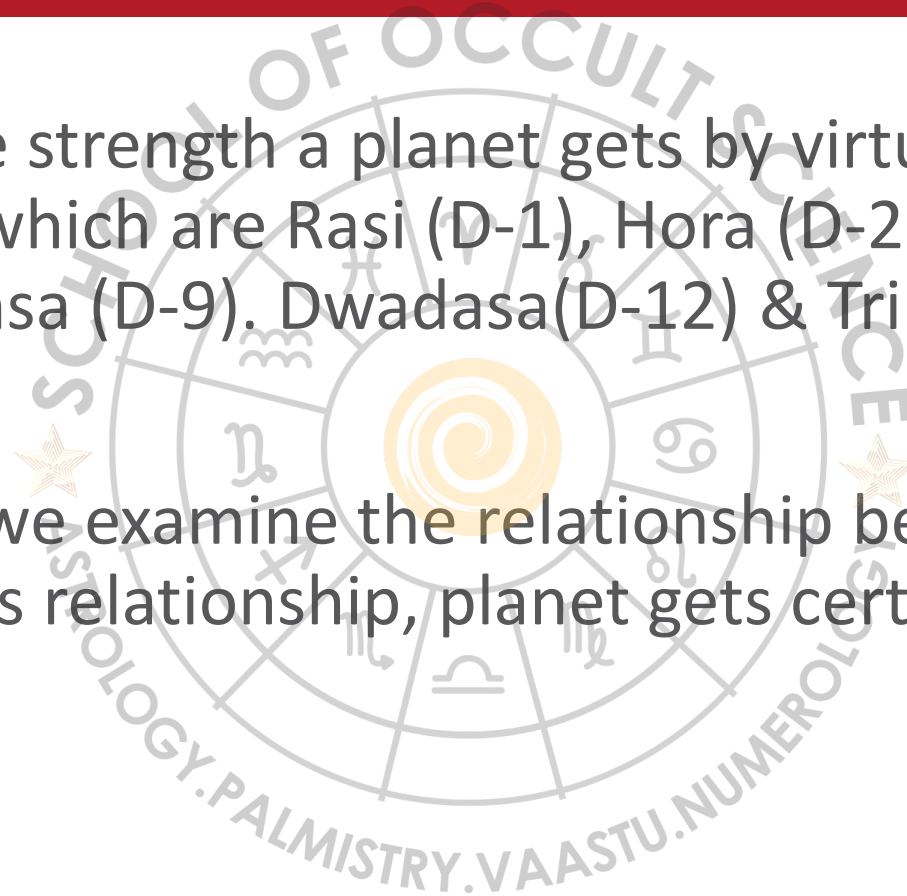 SCHOOL OF OCCULT SCIENCE
e strength a planet gets by virtu
which are Rasi (D-1), Hora (D-2
asa (D-9). Dwadasa(D-12) & Tri
we examine the relationship be
s relationship, planet gets cert
ASTROLOGY.PALMISTRY.VAASTU.NUMEROLOGY